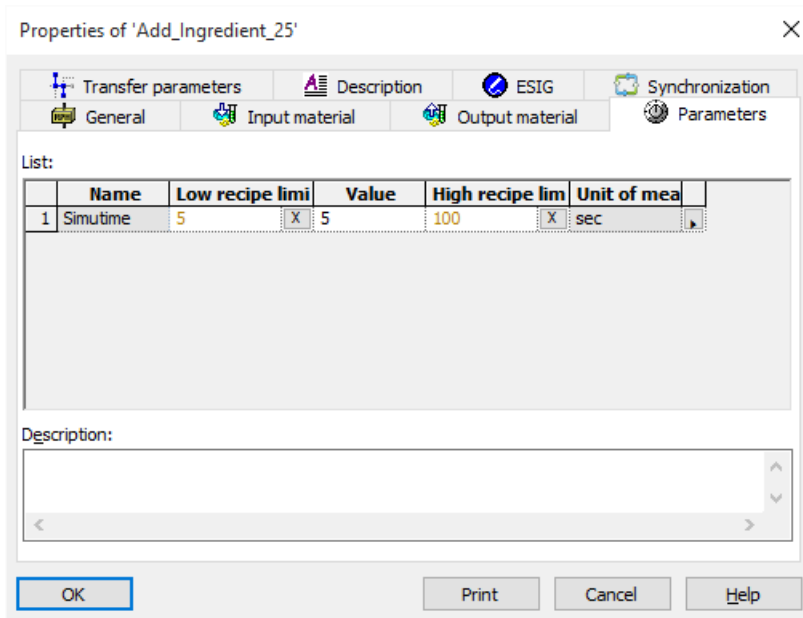 Properties of 'Add_Ingredient_25'
Transfer parameters Description ESIG Synchronization
General Input material Output material Parameters
List:
Name Low recipe limi Value High recipe lim Unit of mea
1 Simutime 5 X 5 100 X sec
Description:
OK Print Cancel Help